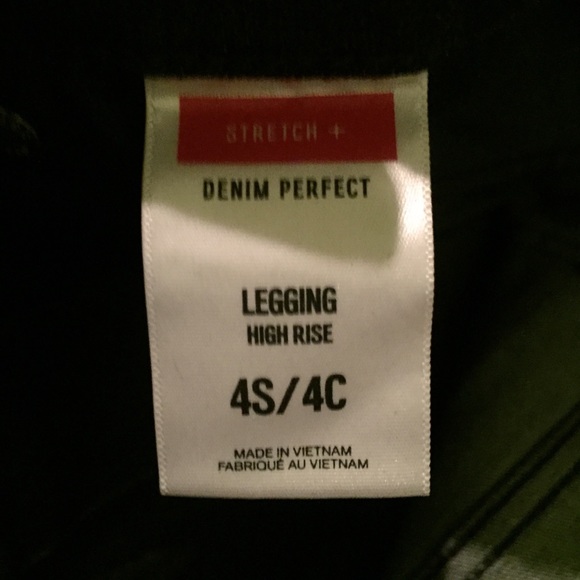 STRETCH +
DENIM PERFECT
LEGGING
HIGH RISE
4S/4C
MADE IN VIETNAM
FABRIQUÉ AU VIETNAM